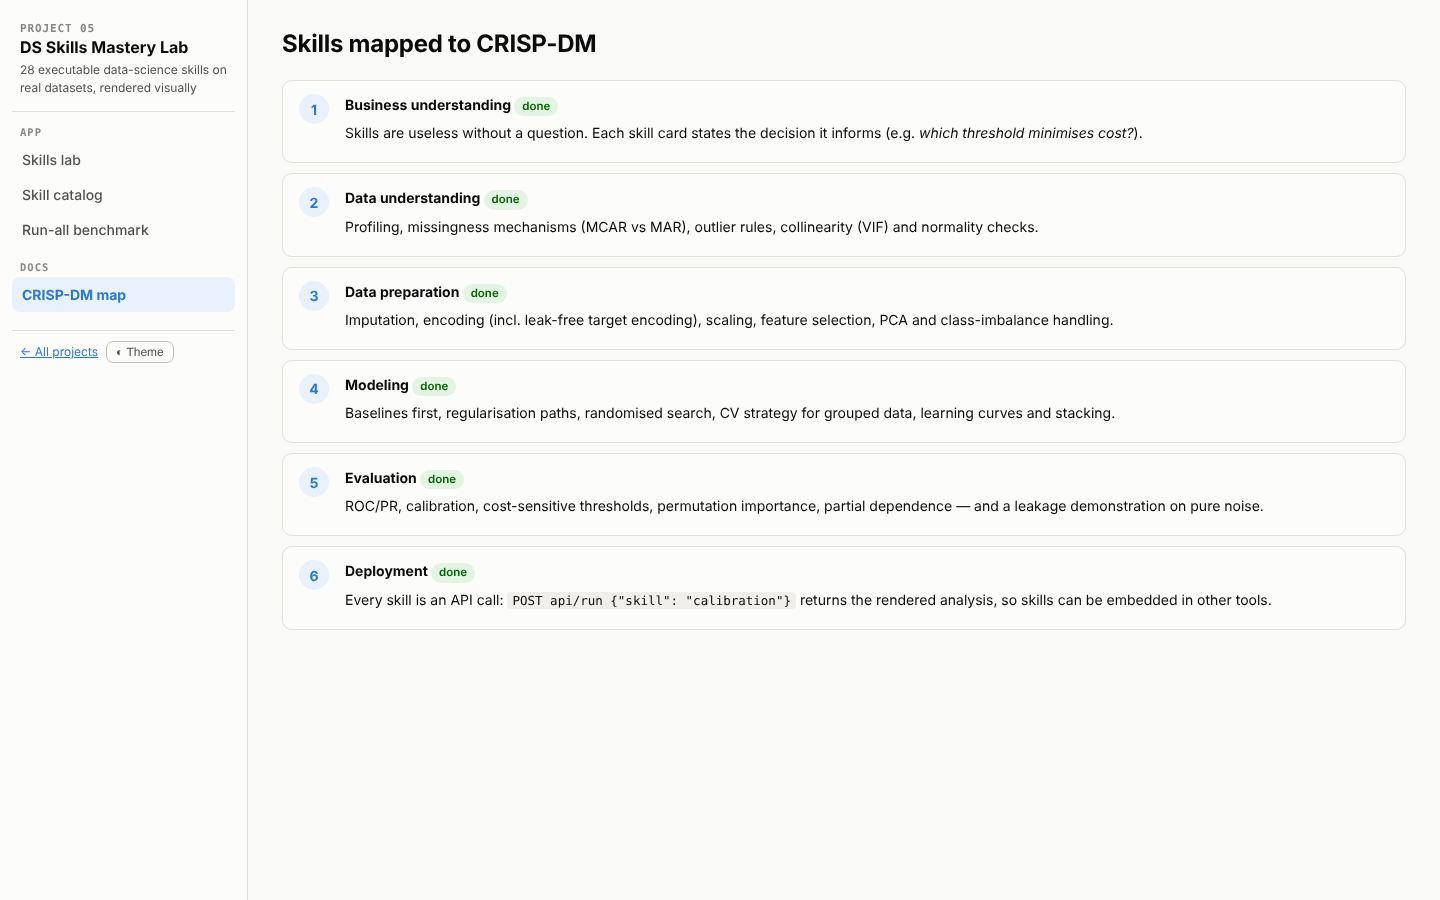 PROJECT 05
DS Skills Mastery Lab
28 executable data-science skills on
real datasets, rendered visually
APP
Skills lab
Skill catalog
Run-all benchmark
DOCS
CRISP-DM map
← All projects
Theme
Skills mapped to CRISP-DM
1
Business understanding done
Skills are useless without a question. Each skill card states the decision it informs (e.g. which threshold minimises cost?).
2
Data understanding done
Profiling, missingness mechanisms (MCAR vs MAR), outlier rules, collinearity (VIF) and normality checks.
3
Data preparation done
Imputation, encoding (incl. leak-free target encoding), scaling, feature selection, PCA and class-imbalance handling.
4
Modeling done
Baselines first, regularisation paths, randomised search, CV strategy for grouped data, learning curves and stacking.
5
Evaluation done
ROC/PR, calibration, cost-sensitive thresholds, permutation importance, partial dependence — and a leakage demonstration on pure noise.
6
Deployment done
Every skill is an API call: POST api/run {"skill": "calibration"} returns the rendered analysis, so skills can be embedded in other tools.